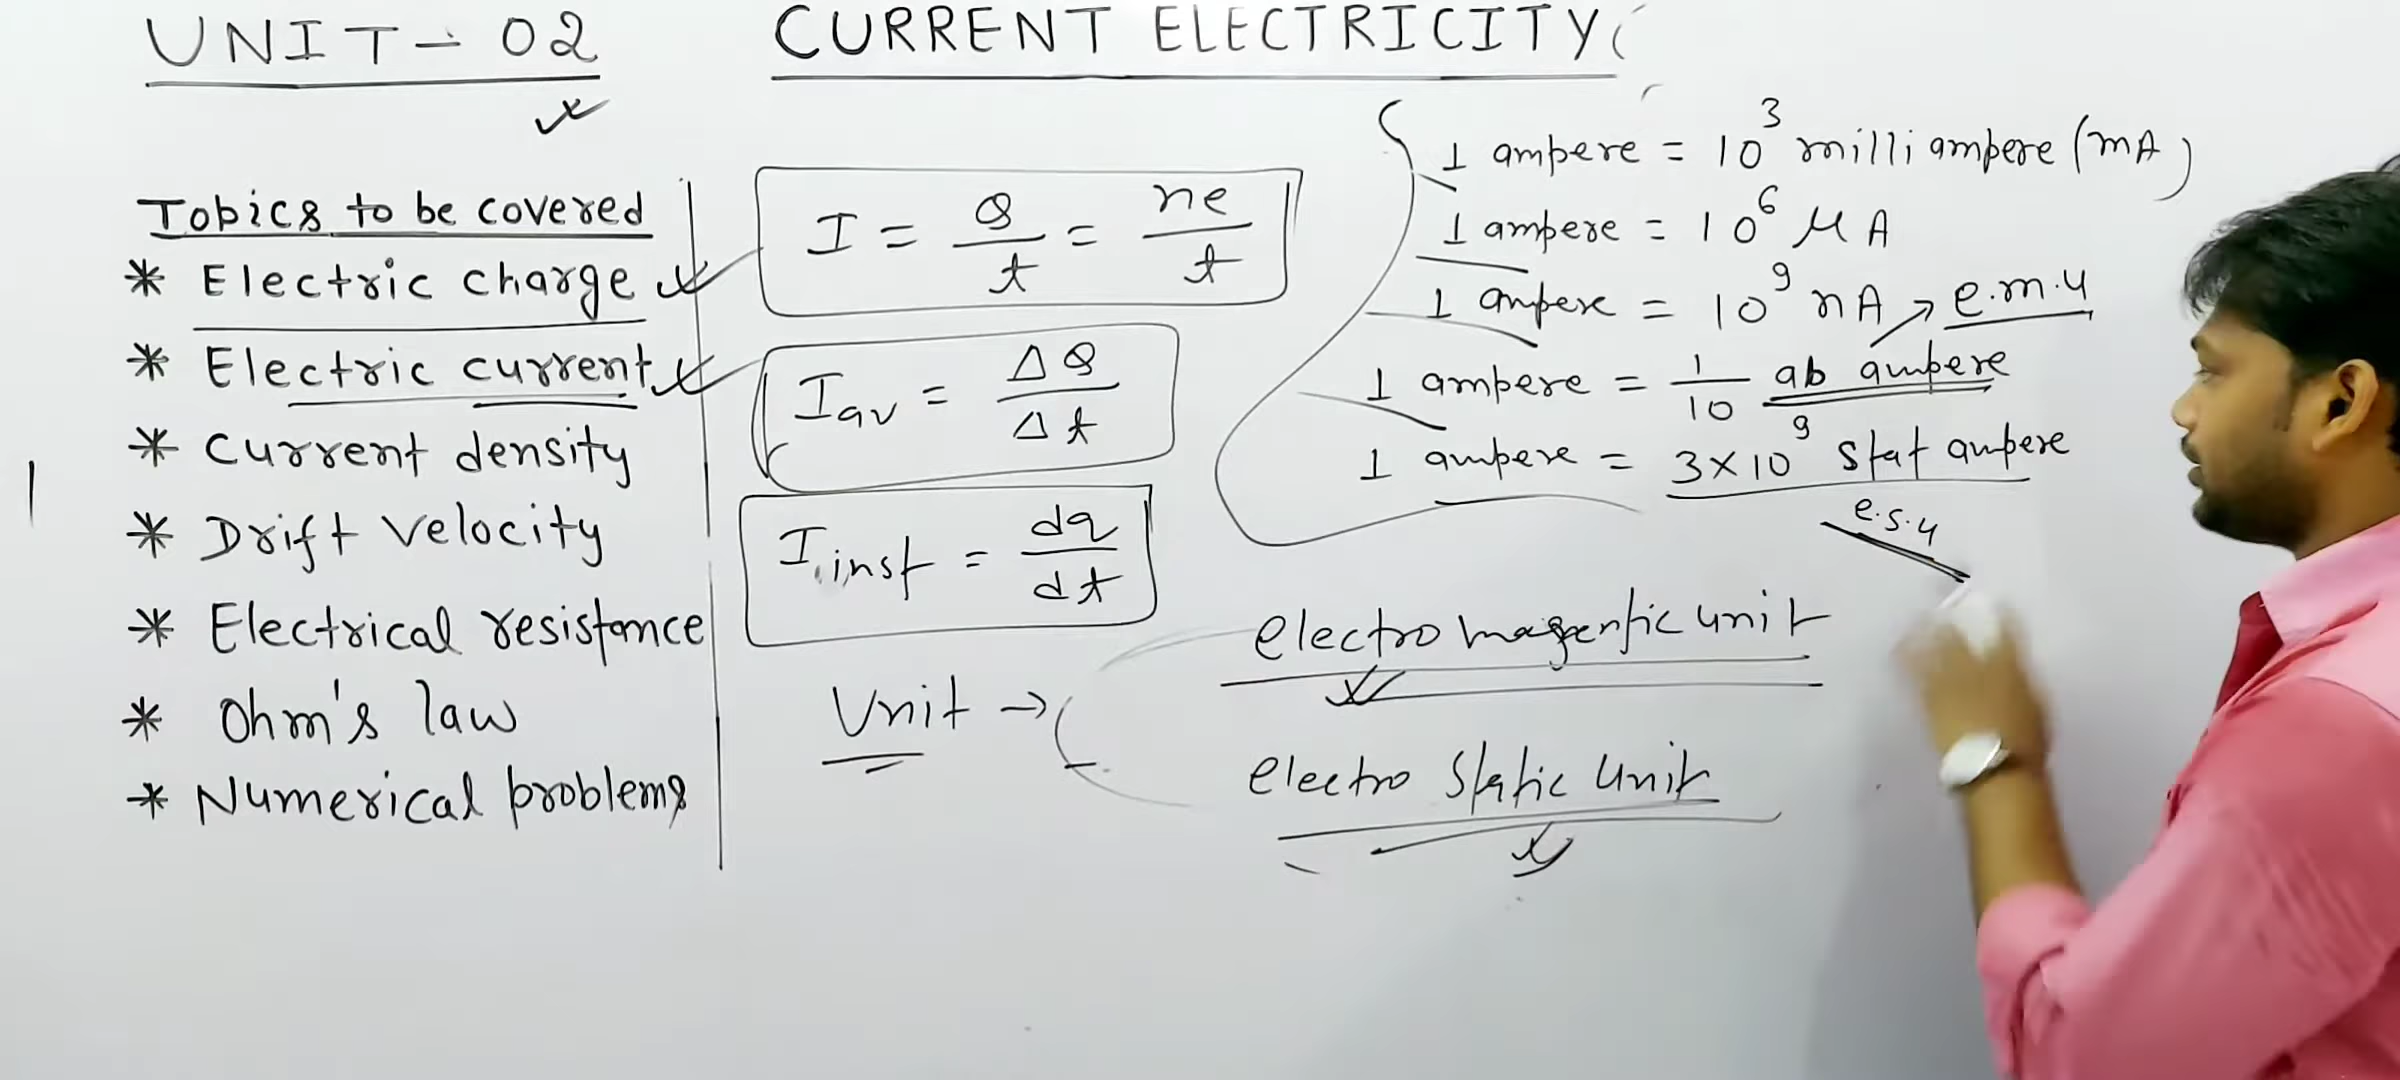 UNIT - 02
CURRENT ELECTRICITY
Topics to be covered
* Electric charge
* Electric current
* Current density
* Drift velocity
* Electrical resistance
* Ohm's law
* Numerical problems
I = Q/t = ne/t
Iav = ΔQ/Δt
I inst = dq/dt
Unit →
1 ampere = 10³ milli ampere (mA)
1 ampere = 10⁶ μA
1 ampere = 10⁹ nA → e.m.u
1 ampere = 1/10 ab ampere
1 ampere = 3×10⁹ stat ampere
e.s.u
electro magentic unit
electro static unit